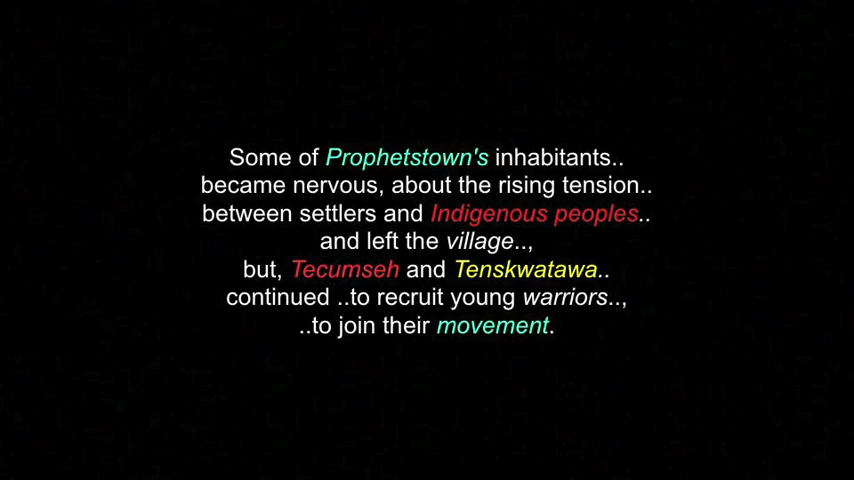 Some of Prophetstown's inhabitants..
became nervous, about the rising tension..
between settlers and Indigenous peoples..
and left the village..,
but, Tecumseh and Tenskwatawa..
continued ..to recruit young warriors..,
..to join their movement.